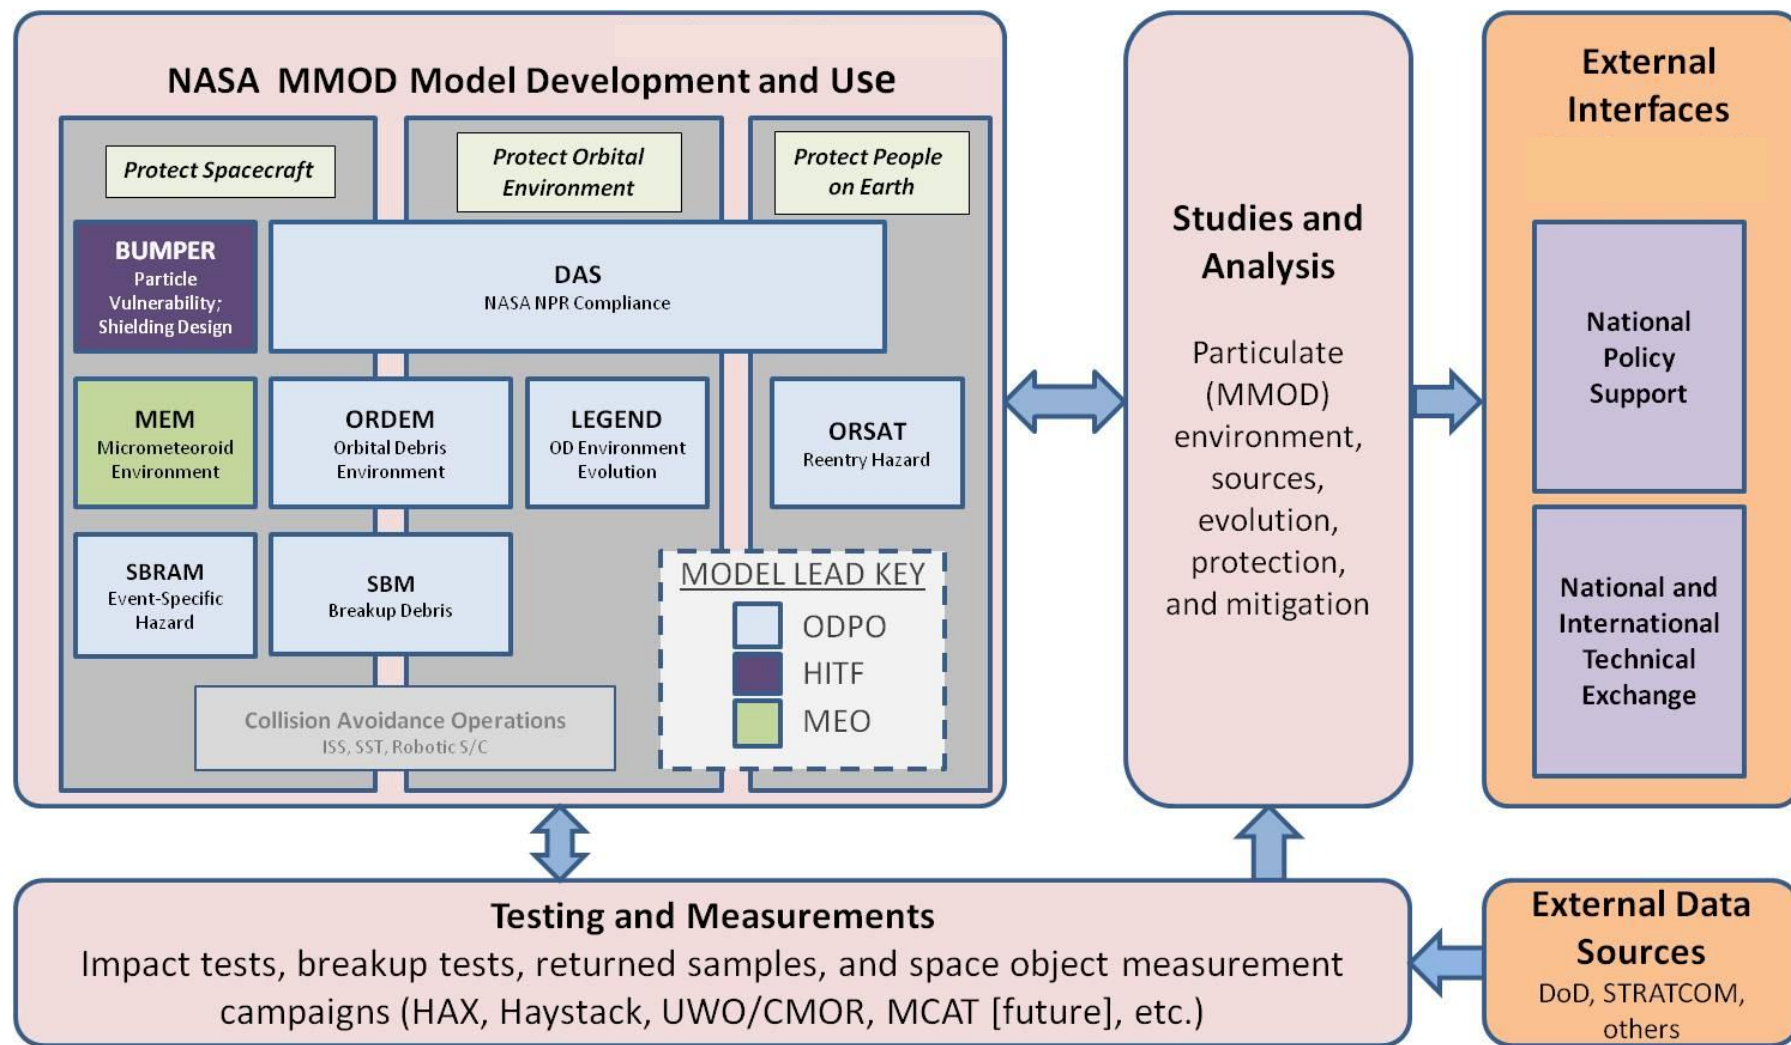 NASA  MMOD Model Development and Use
Protect Spacecraft
Protect Orbital
Environment
Protect People
on Earth
BUMPER
Particle
Vulnerability;
Shielding Design
DAS
NASA NPR Compliance
MEM
Micrometeoroid
Environment
ORDEM
Orbital Debris
Environment
LEGEND
OD Environment
Evolution
ORSAT
Reentry Hazard
SBRAM
Event-Specific
Hazard
SBM
Breakup Debris
MODEL LEAD KEY
ODPO
HITF
MEO
Collision Avoidance Operations
ISS, SST, Robotic S/C
Studies and
Analysis
Particulate
(MMOD)
environment,
sources,
evolution,
protection,
and mitigation
External
Interfaces
National
Policy
Support
National and
International
Technical
Exchange
Testing and Measurements
Impact tests, breakup tests, returned samples, and space object measurement
campaigns (HAX, Haystack, UWO/CMOR, MCAT [future], etc.)
External Data
Sources
DoD, STRATCOM,
others